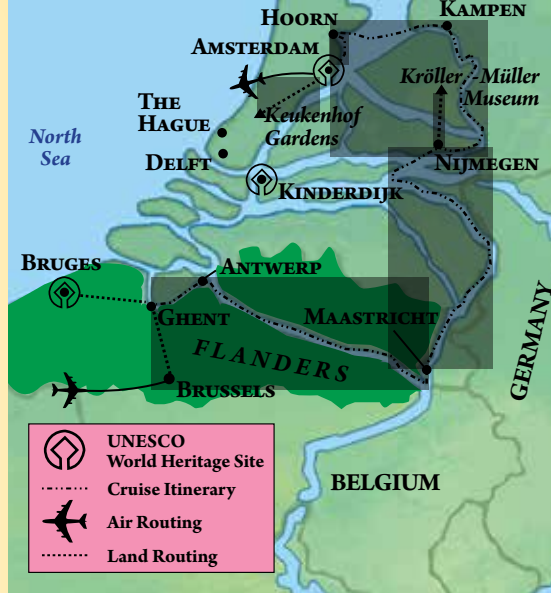 HOORN
KAMPEN
AMSTERDAM
Kröller-Müller
Museum
THE
HAGUE
Keukenhof
Gardens
North
Sea
DELFT
NIJMEGEN
KINDERDIJK
BRUGES
ANTWERP
GHENT
MAASTRICHT
FLANDERS
GERMANY
BRUSSELS
UNESCO
World Heritage Site
BELGIUM
Cruise Itinerary
Air Routing
Land Routing